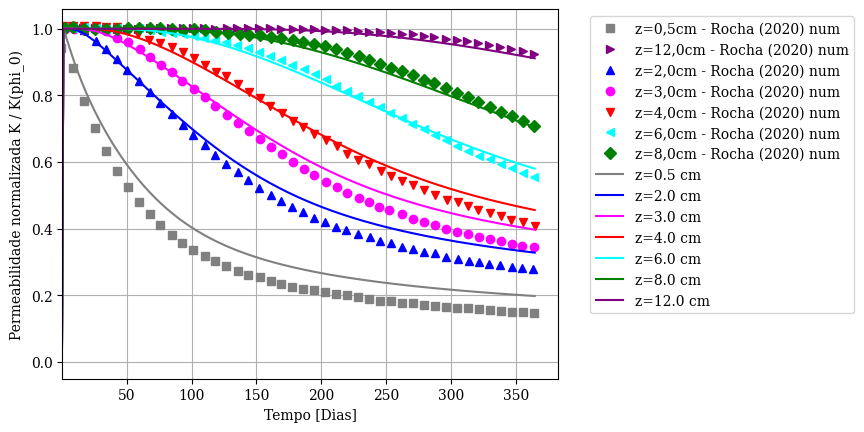 Permeabilidade normalizada K / K(phi_0)
1.0
0.8
0.6
0.4
0.2
0.0
50
100
150
200
250
300
350
Tempo [Dias]
z=0,5cm - Rocha (2020) num
z=12,0cm - Rocha (2020) num
z=2,0cm - Rocha (2020) num
z=3,0cm - Rocha (2020) num
z=4,0cm - Rocha (2020) num
z=6,0cm - Rocha (2020) num
z=8,0cm - Rocha (2020) num
z=0.5 cm
z=2.0 cm
z=3.0 cm
z=4.0 cm
z=6.0 cm
z=8.0 cm
z=12.0 cm